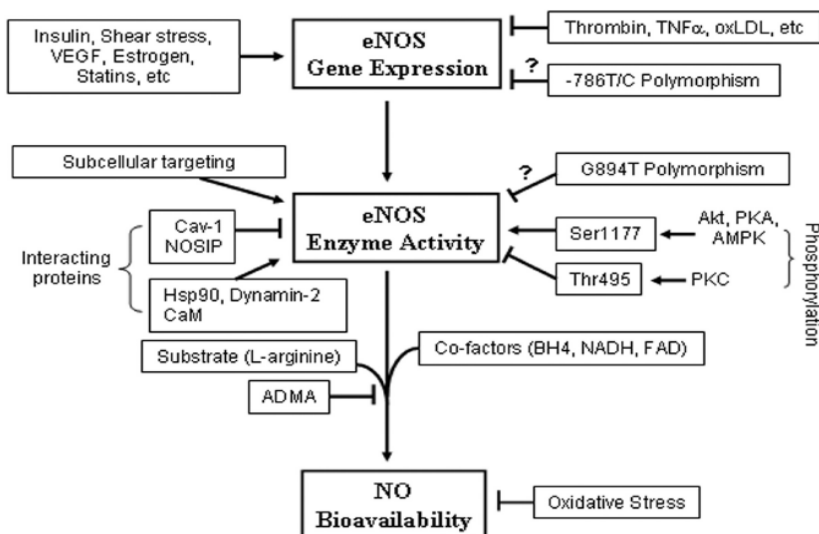 Insulin, Shear stress,
VEGF, Estrogen,
Statins, etc
eNOS
Gene Expression
Thrombin, TNFα, oxLDL, etc
?
-786T/C Polymorphism
Subcellular targeting
?
G894T Polymorphism
eNOS
Enzyme Activity
Interacting
proteins
Cav-1
NOSIP
Hsp90, Dynamin-2
CaM
Ser1177
Akt, PKA,
AMPK
Thr495
PKC
Phosphorylation
Substrate (L-arginine)
Co-factors (BH4, NADH, FAD)
ADMA
NO
Bioavailability
Oxidative Stress